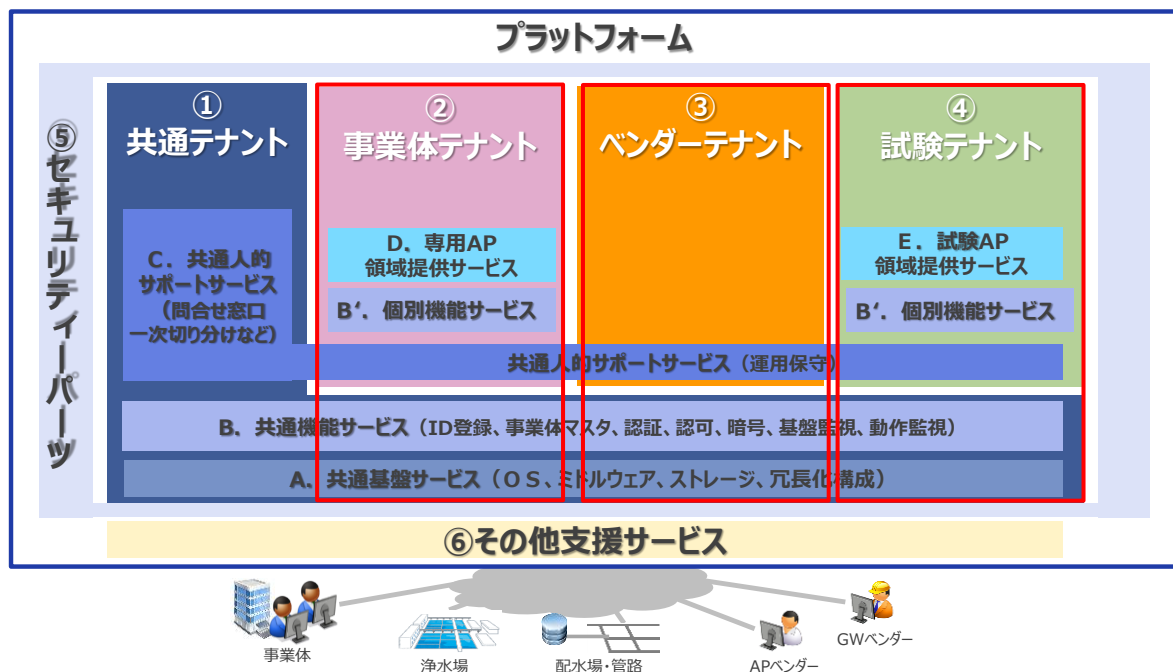 プラットフォーム
⑤セキュリティーパーツ
①
共通テナント
②
事業体テナント
③
ベンダーテナント
④
試験テナント
C．共通人的
サポートサービス
（問合せ窓口
一次切り分けなど）
D．専用AP
領域提供サービス
B‘．個別機能サービス
E．試験AP
領域提供サービス
B‘．個別機能サービス
共通人的サポートサービス（運用保守）
B．共通機能サービス（ID登録、事業体マスタ、認証、認可、暗号、基盤監視、動作監視）
A．共通基盤サービス（ＯＳ、ミドルウェア、ストレージ、冗長化構成）
⑥その他支援サービス
事業体
浄水場
配水場・管路
APベンダー
GWベンダー